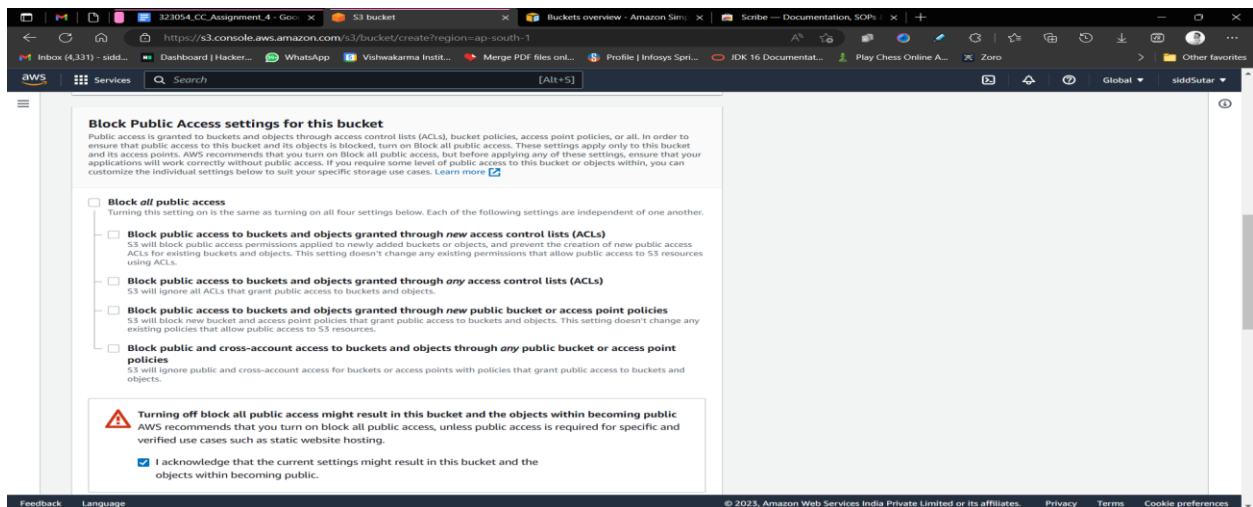 323054_CC_Assignment_4 - Goo
S3 bucket
Buckets overview - Amazon Sim
Scribe — Documentation, SOPs
https://s3.console.aws.amazon.com/s3/bucket/create?region=ap-south-1
Inbox (4,331) - sidd...
Dashboard | Hacker...
WhatsApp
Vishwakarma Instit...
Merge PDF files onl...
Profile | Infosys Spri...
JDK 16 Documentat...
Play Chess Online A...
Zoro
Other favorites
aws
Services
Search
[Alt+S]
Global
siddSutar
Block Public Access settings for this bucket
Public access is granted to buckets and objects through access control lists (ACLs), bucket policies, access point policies, or all. In order to
ensure that public access to this bucket and its objects is blocked, turn on Block all public access. These settings apply only to this bucket
and its access points. AWS recommends that you turn on Block all public access, but before applying any of these settings, ensure that your
applications will work correctly without public access. If you require some level of public access to this bucket or objects within, you can
customize the individual settings below to suit your specific storage use cases. Learn more
Block all public access
Turning this setting on is the same as turning on all four settings below. Each of the following settings are independent of one another.
Block public access to buckets and objects granted through new access control lists (ACLs)
S3 will block public access permissions applied to newly added buckets or objects, and prevent the creation of new public access
ACLs for existing buckets and objects. This setting doesn't change any existing permissions that allow public access to S3 resources
using ACLs.
Block public access to buckets and objects granted through any access control lists (ACLs)
S3 will ignore all ACLs that grant public access to buckets and objects.
Block public access to buckets and objects granted through new public bucket or access point policies
S3 will block new bucket and access point policies that grant public access to buckets and objects. This setting doesn't change any
existing policies that allow public access to S3 resources.
Block public and cross-account access to buckets and objects through any public bucket or access point
policies
S3 will ignore public and cross-account access for buckets or access points with policies that grant public access to buckets and
objects.
Turning off block all public access might result in this bucket and the objects within becoming public
AWS recommends that you turn on block all public access, unless public access is required for specific and
verified use cases such as static website hosting.
I acknowledge that the current settings might result in this bucket and the
objects within becoming public.
Feedback
Language
© 2023, Amazon Web Services India Private Limited or its affiliates.
Privacy
Terms
Cookie preferences